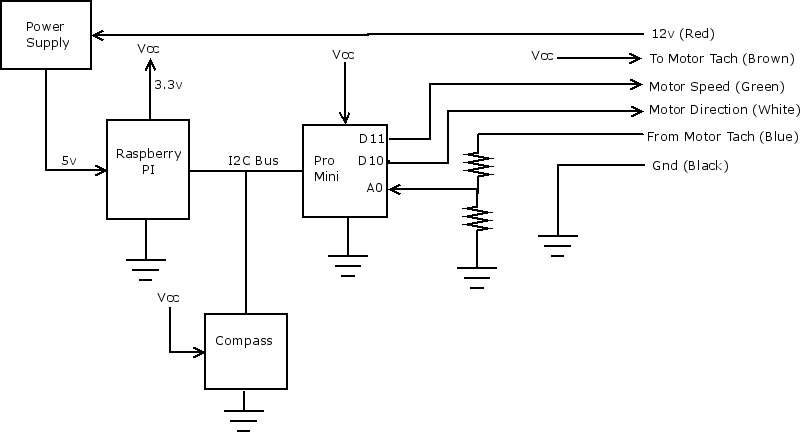 Power
Supply
12v (Red)
Vcc
Vcc
Vcc
To Motor Tach (Brown)
3.3v
Motor Speed (Green)
Motor Direction (White)
D11
From Motor Tach (Blue)
Raspberry
PI
5v
I2C Bus
Pro
Mini
D10
Gnd (Black)
A0
Vcc
Compass